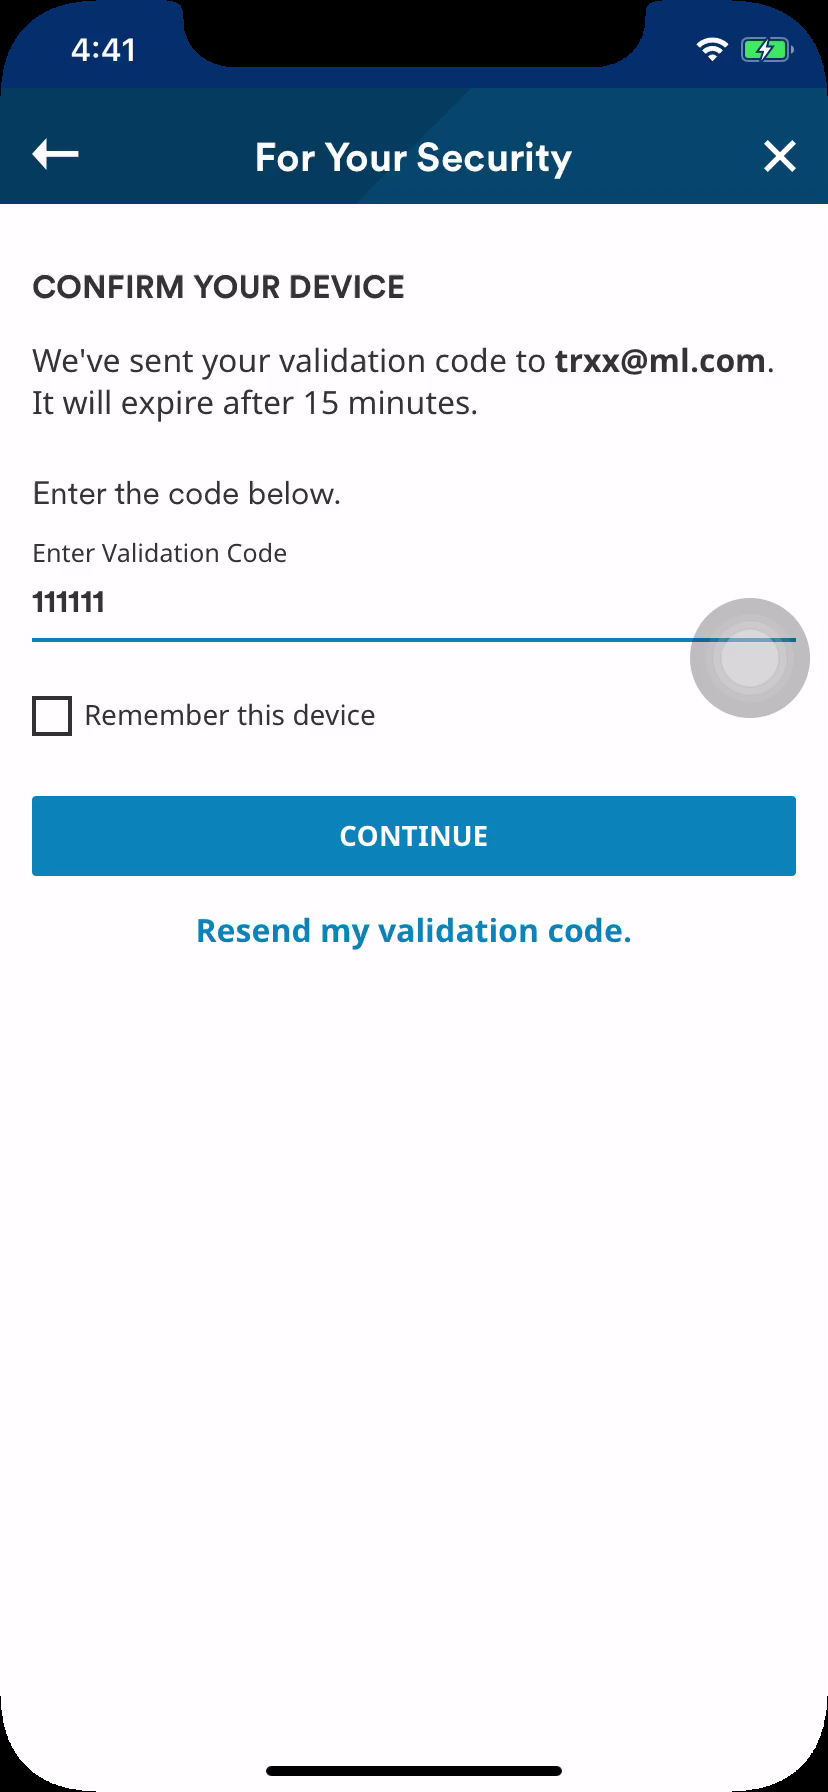 4:41
For Your Security
CONFIRM YOUR DEVICE
We've sent your validation code to trxx@ml.com.
It will expire after 15 minutes.
Enter the code below.
Enter Validation Code
111111
Remember this device
CONTINUE
Resend my validation code.